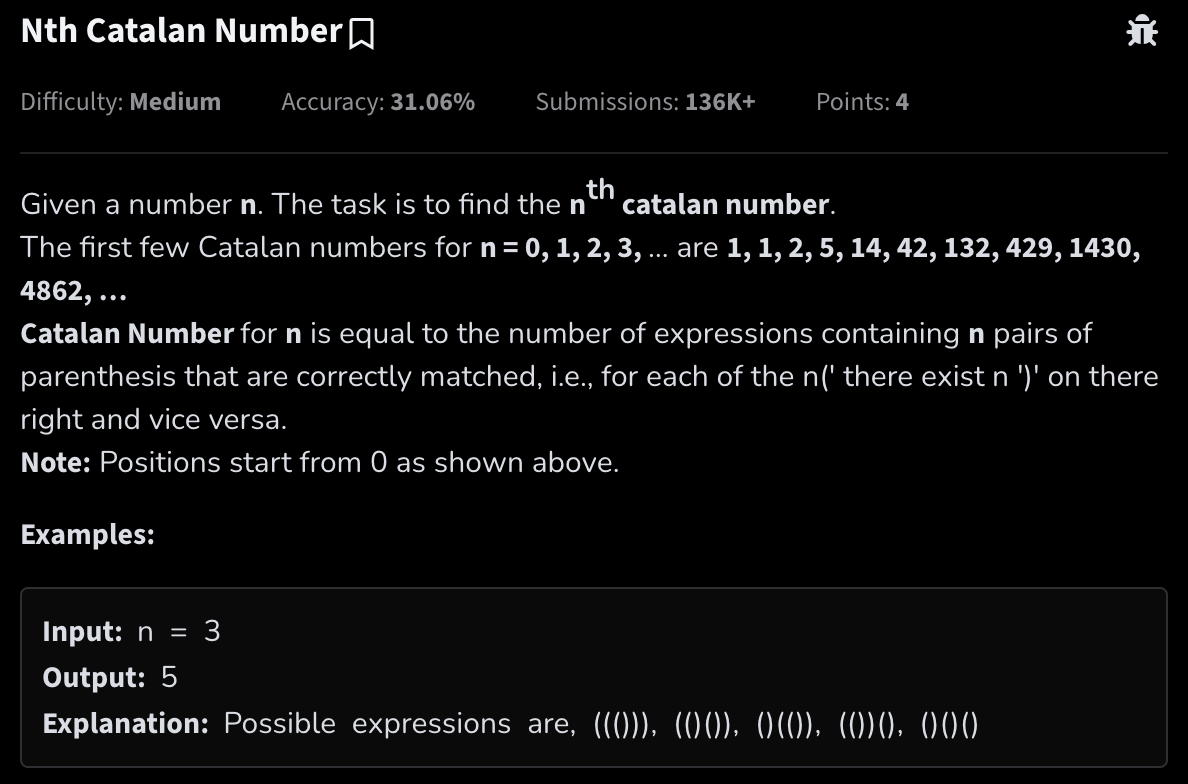 Nth Catalan Number
Difficulty: Medium Accuracy: 31.06% Submissions: 136K+ Points: 4
Given a number n. The task is to find the nth catalan number.
The first few Catalan numbers for n = 0, 1, 2, 3, … are 1, 1, 2, 5, 14, 42, 132, 429, 1430,
4862, …
Catalan Number for n is equal to the number of expressions containing n pairs of
parenthesis that are correctly matched, i.e., for each of the n(' there exist n ')' on there
right and vice versa.
Note: Positions start from 0 as shown above.
Examples:
Input: n = 3
Output: 5
Explanation: Possible expressions are, ((())), (()()), ()(()), (())(), ()()()